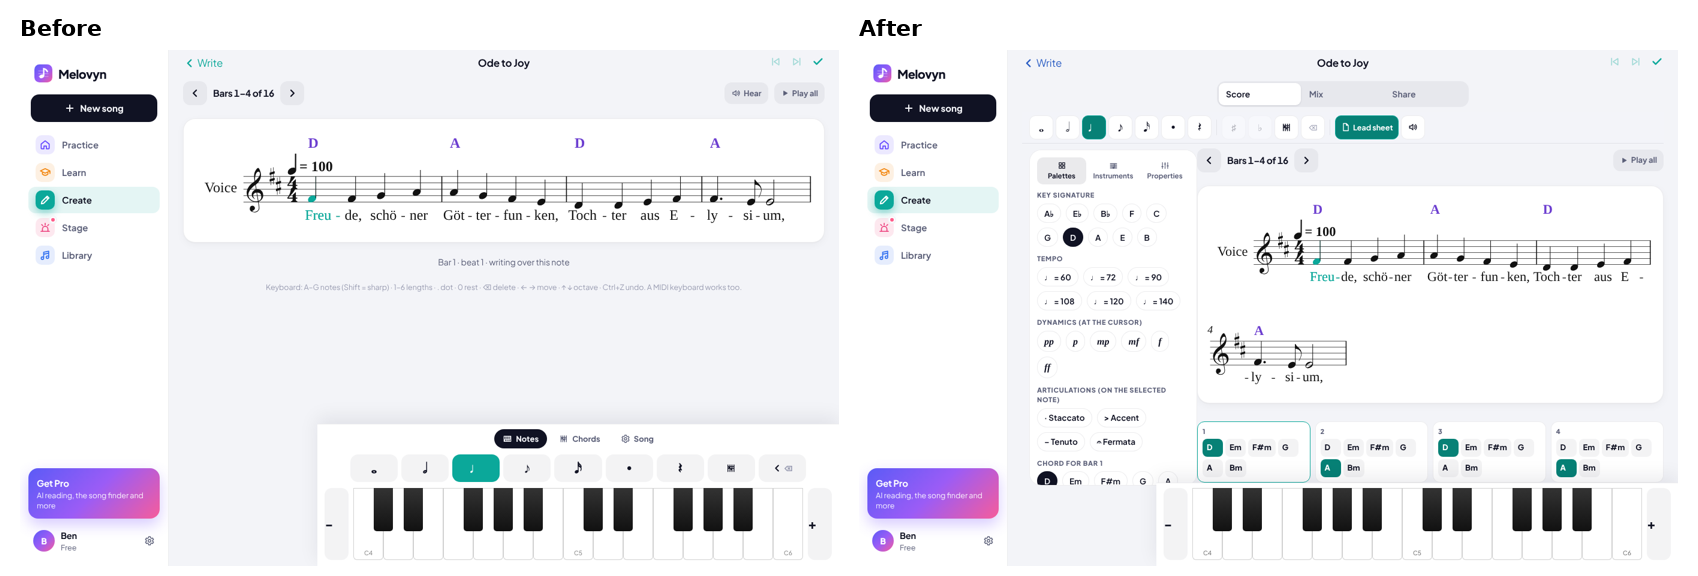 Before
Melovyn
New song
Practice
Learn
Create
Stage
Library
Get Pro
AI reading, the song finder and
more
B
Ben
Free
Write
Ode to Joy
Bars 1–4 of 16
Hear
Play all
D A D A
= 100
Voice
4
4
Freu - de, schö - ner Göt - ter - fun - ken, Toch - ter aus E - ly - si - um,
Bar 1 · beat 1 · writing over this note
Keyboard: A–G notes (Shift = sharp) · 1–6 lengths · . dot · 0 rest · ⌫ delete · ← → move · ↑ ↓ octave · Ctrl+Z undo. A MIDI keyboard works too.
Notes
Chords
Song
–
C4
C5
C6
+
After
Melovyn
New song
Practice
Learn
Create
Stage
Library
Get Pro
AI reading, the song finder and
more
B
Ben
Free
Write
Ode to Joy
Score
Mix
Share
Lead sheet
Palettes
Instruments
Properties
KEY SIGNATURE
A♭ E♭ B♭ F C
G D A E B
TEMPO
♩ = 60 ♩ = 72 ♩ = 90
♩ = 108 ♩ = 120 ♩ = 140
DYNAMICS (AT THE CURSOR)
pp p mp mf f
ff
ARTICULATIONS (ON THE SELECTED
NOTE)
· Staccato > Accent
– Tenuto Fermata
CHORD FOR BAR 1
D Em F#m G A
Bars 1–4 of 16
Play all
D A D
= 100
Voice
4
4
Freu - de, schö - ner Göt - ter - fun - ken, Toch - ter aus E -
4
A
- ly - si - um,
1
D Em F#m G
A Bm
2
D Em F#m G
A Bm
3
D Em F#m G
A Bm
4
D Em F#m G
A Bm
–
C4
C5
C6
+